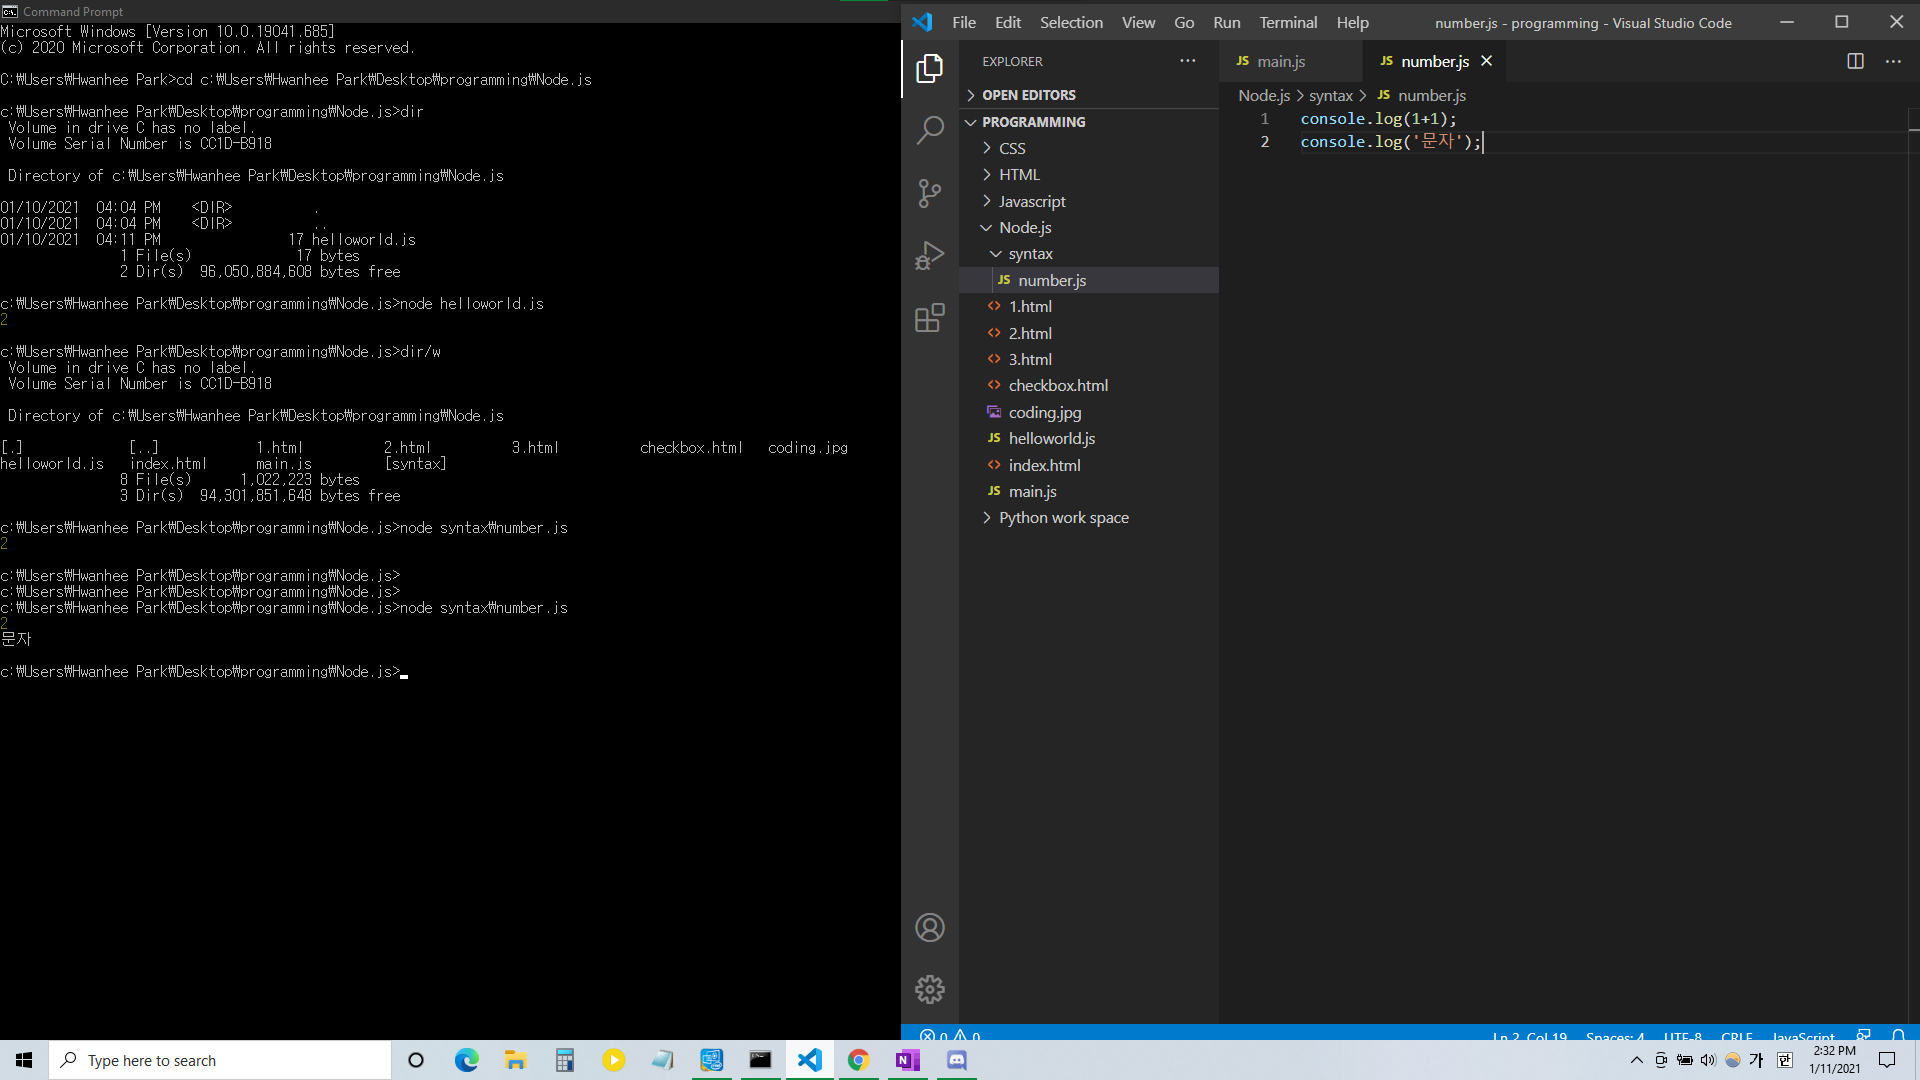 Command Prompt
Microsoft Windows [Version 10.0.19041.685]
(c) 2020 Microsoft Corporation. All rights reserved.
C:₩Users₩Hwanhee Park>cd c:₩Users₩Hwanhee Park₩Desktop₩programming₩Node.js
c:₩Users₩Hwanhee Park₩Desktop₩programming₩Node.js>dir
Volume in drive C has no label.
Volume Serial Number is CC1D-B918
Directory of c:₩Users₩Hwanhee Park₩Desktop₩programming₩Node.js
01/10/2021 04:04 PM <DIR> .
01/10/2021 04:04 PM <DIR> ..
01/10/2021 04:11 PM 17 helloworld.js
1 File(s) 17 bytes
2 Dir(s) 96,050,884,608 bytes free
c:₩Users₩Hwanhee Park₩Desktop₩programming₩Node.js>node helloworld.js
2
c:₩Users₩Hwanhee Park₩Desktop₩programming₩Node.js>dir/w
Volume in drive C has no label.
Volume Serial Number is CC1D-B918
Directory of c:₩Users₩Hwanhee Park₩Desktop₩programming₩Node.js
[.] [..] 1.html 2.html 3.html checkbox.html coding.jpg
helloworld.js index.html main.js [syntax]
8 File(s) 1,022,223 bytes
3 Dir(s) 94,301,851,648 bytes free
c:₩Users₩Hwanhee Park₩Desktop₩programming₩Node.js>node syntax₩number.js
2
c:₩Users₩Hwanhee Park₩Desktop₩programming₩Node.js>
c:₩Users₩Hwanhee Park₩Desktop₩programming₩Node.js>
c:₩Users₩Hwanhee Park₩Desktop₩programming₩Node.js>node syntax₩number.js
2
문자
c:₩Users₩Hwanhee Park₩Desktop₩programming₩Node.js>
File Edit Selection View Go Run Terminal Help number.js - programming - Visual Studio Code
EXPLORER
OPEN EDITORS
PROGRAMMING
CSS
HTML
Javascript
Node.js
syntax
JS number.js
1.html
2.html
3.html
checkbox.html
coding.jpg
JS helloworld.js
index.html
JS main.js
Python work space
JS main.js JS number.js
Node.js > syntax > JS number.js
1 console.log(1+1);
2 console.log('문자');
0 0 Ln 2, Col 19 Spaces: 4 UTF-8 CRLF JavaScript
Type here to search
가 한
2:32 PM
1/11/2021